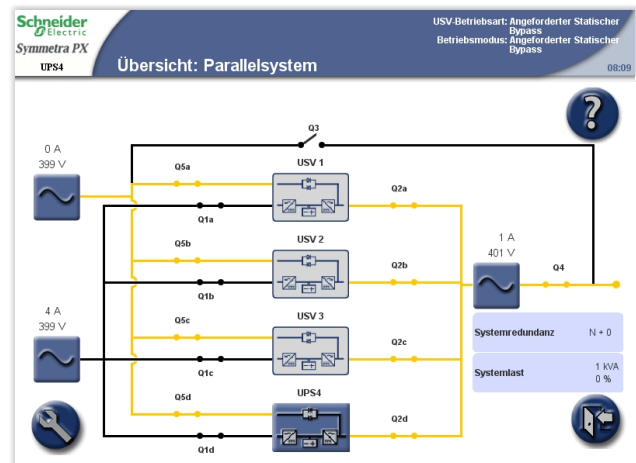 Schneider
Electric
Symmetra PX
UPS4
Übersicht: Parallelsystem
USV-Betriebsart: Angeforderter Statischer
Bypass
Betriebsmodus: Angeforderter Statischer
Bypass
08:09
Q3
0 A
399 V
Q5a
USV 1
Q2a
Q1a
1 A
401 V
Q4
Q5b
USV 2
Q2b
Q1b
4 A
399 V
Q5c
USV 3
Q2c
Q1c
Systemredundanz N + 0
Systemlast 1 kVA
0 %
Q5d
UPS4
Q2d
Q1d
?